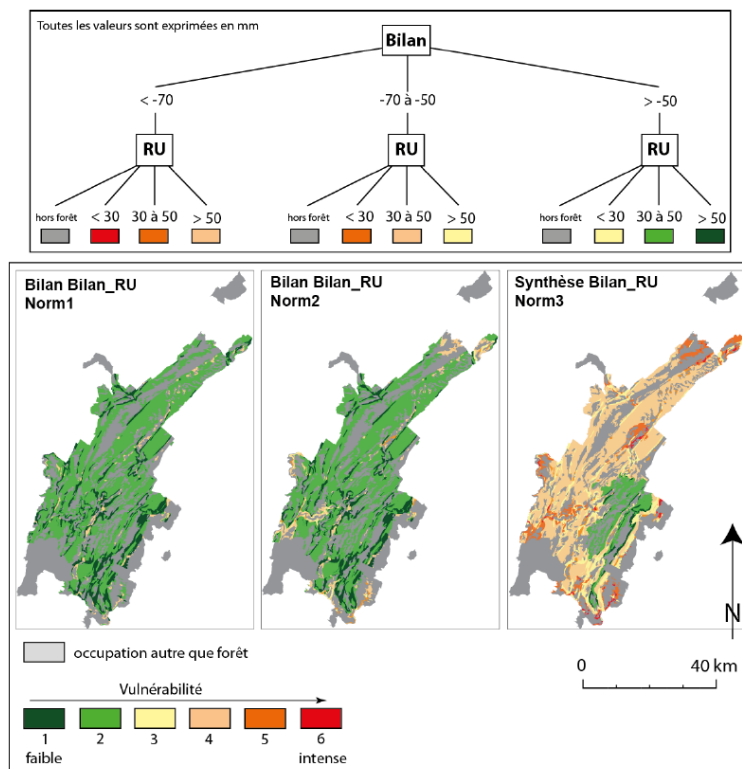 Toutes les valeurs sont exprimées en mm
Bilan
< -70
-70 à -50
> -50
RU
RU
RU
hors forêt
< 30
30 à 50
> 50
hors forêt
< 30
30 à 50
> 50
hors forêt
< 30
30 à 50
> 50
Bilan Bilan_RU
Norm1
Bilan Bilan_RU
Norm2
Synthèse Bilan_RU
Norm3
N
occupation autre que forêt
0
40 km
Vulnérabilité
1
2
3
4
5
6
faible
intense